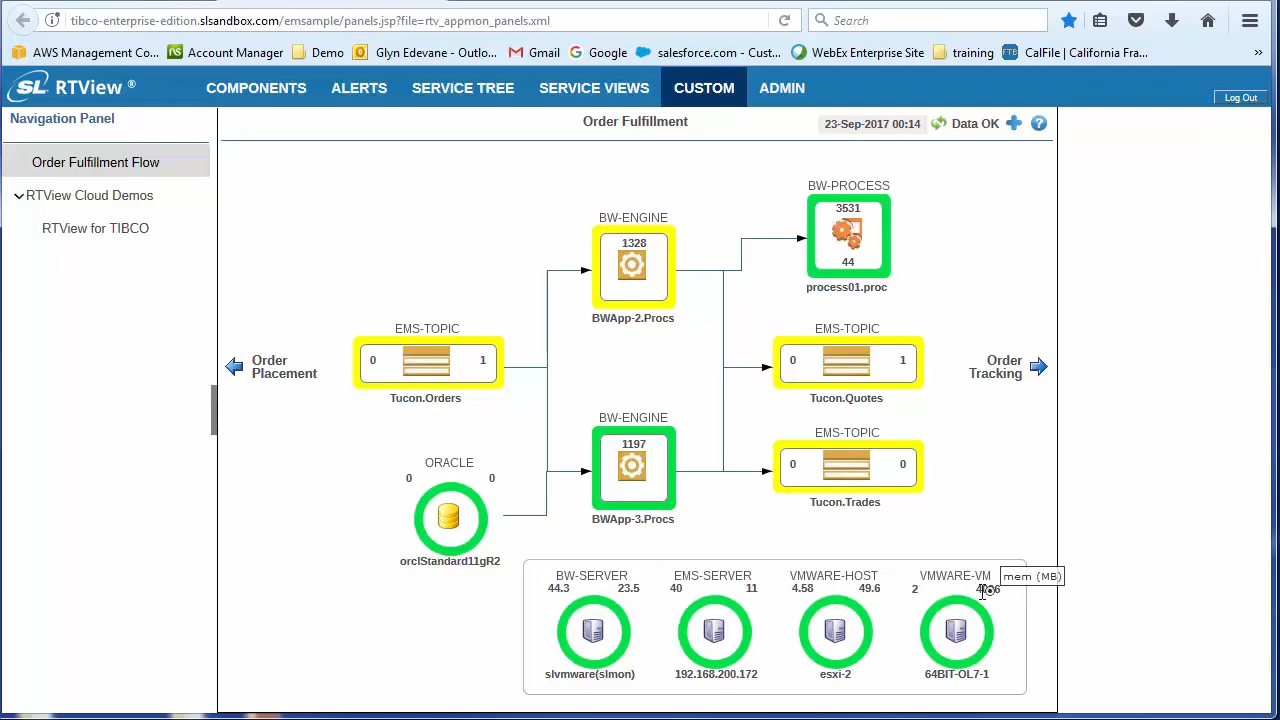 tibco-enterprise-edition.slsandbox.com/emsample/panels.jsp?file=rtv_appmon_panels.xml
Search
AWS Management Co...
Account Manager
Demo
Glyn Edevane - Outlo...
Gmail
Google
salesforce.com - Cust...
WebEx Enterprise Site
training
CalFile | California Fra...
SL RTView ®
COMPONENTS
ALERTS
SERVICE TREE
SERVICE VIEWS
CUSTOM
ADMIN
Log Out
Navigation Panel
Order Fulfillment Flow
RTView Cloud Demos
RTView for TIBCO
Order Fulfillment
23-Sep-2017 00:14
Data OK
BW-PROCESS
3531
44
process01.proc
BW-ENGINE
1328
BWApp-2.Procs
EMS-TOPIC
0 1
Tucon.Orders
EMS-TOPIC
0 1
Tucon.Quotes
Order
Placement
Order
Tracking
BW-ENGINE
1197
BWApp-3.Procs
EMS-TOPIC
0 0
Tucon.Trades
ORACLE
0 0
orclStandard11gR2
BW-SERVER
44.3 23.5
slvmware(slmon)
EMS-SERVER
40 11
192.168.200.172
VMWARE-HOST
4.58 49.6
esxi-2
VMWARE-VM
2
64BIT-OL7-1
mem (MB)